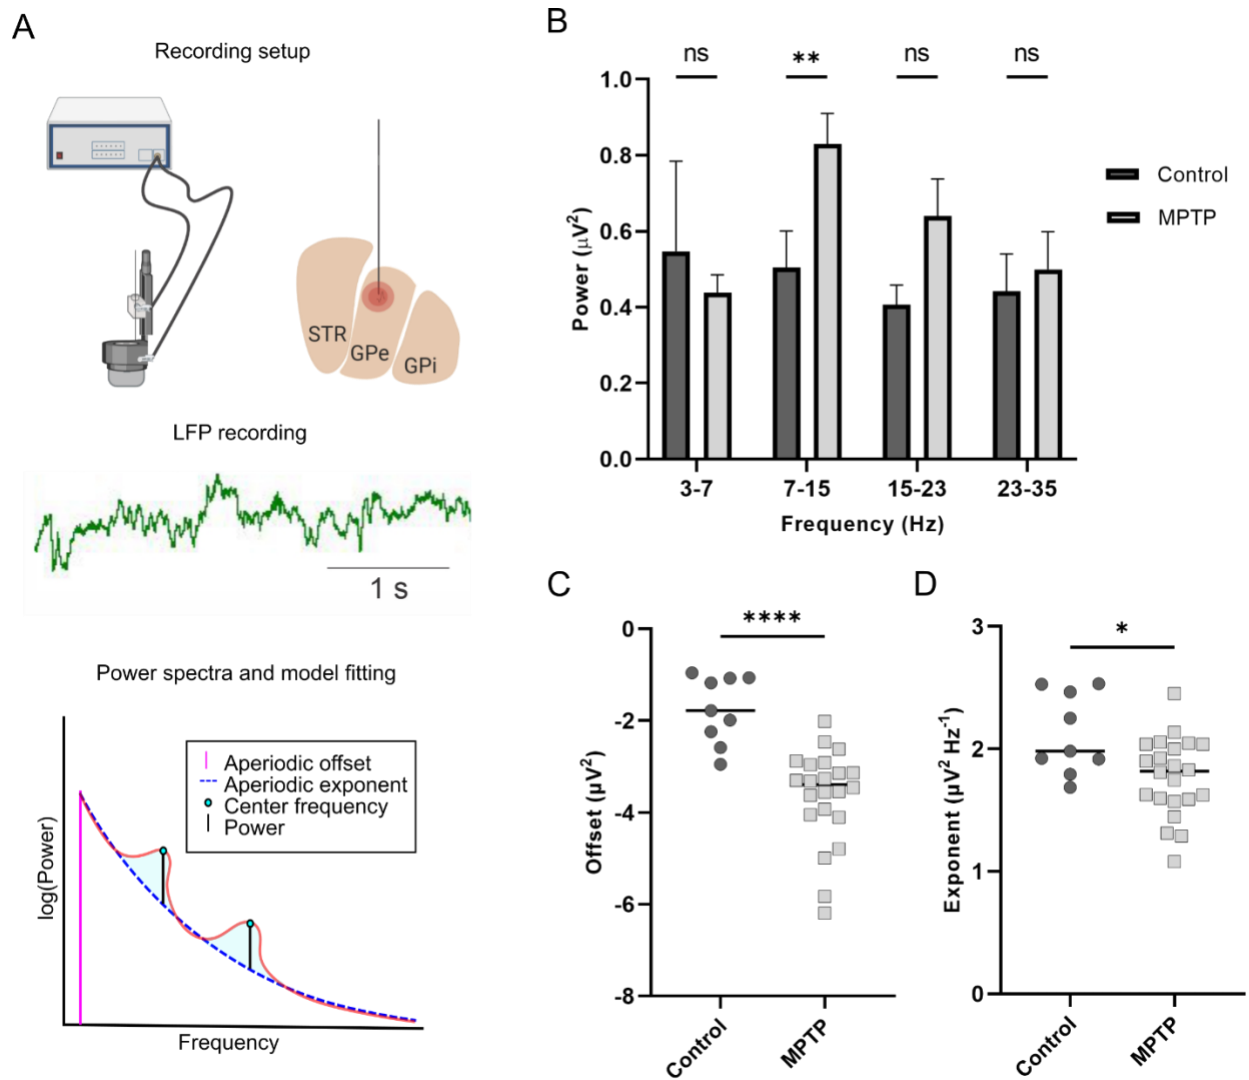 A
Recording setup
STR
GPe
GPi
LFP recording
1 s
Power spectra and model fitting
Aperiodic offset
Aperiodic exponent
Center frequency
Power
log(Power)
Frequency
B
ns
**
ns
ns
1.0
0.8
0.6
0.4
0.2
0.0
Power (μV²)
3-7
7-15
15-23
23-35
Frequency (Hz)
Control
MPTP
C
****
0
-2
-4
-6
-8
Offset (μV²)
Control
MPTP
D
*
3
2
1
0
Exponent (μV² Hz⁻¹)
Control
MPTP